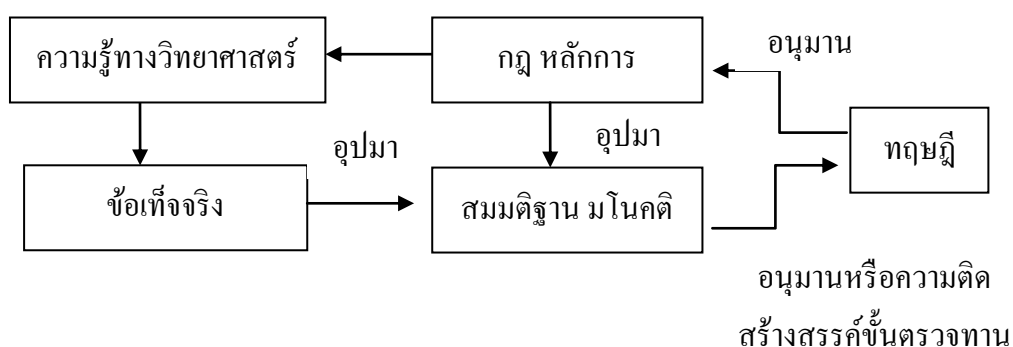 ความรู้ทางวิทยาศาสตร์
กฎ หลักการ
อนุมาน
อุปมา
อุปมา
ทฤษฎี
ข้อเท็จจริง
สมมติฐาน มโนคติ
อนุมานหรือความติด
สร้างสรรค์ขั้นตรวจทาน